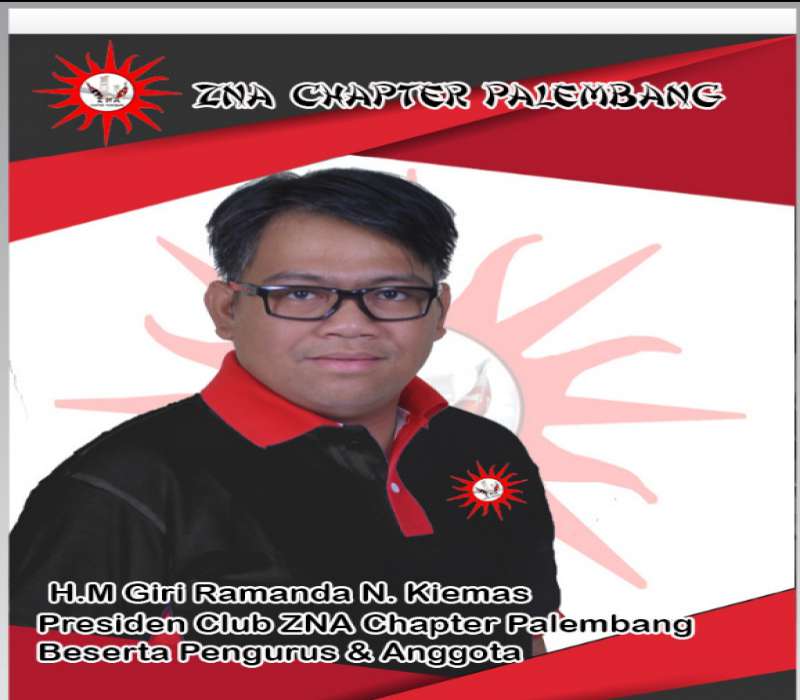 ZNA CHAPTER PALEMBANG
H.M Giri Ramanda N. Kiemas
Presiden Club ZNA Chapter Palembang
Beserta Pengurus & Anggota